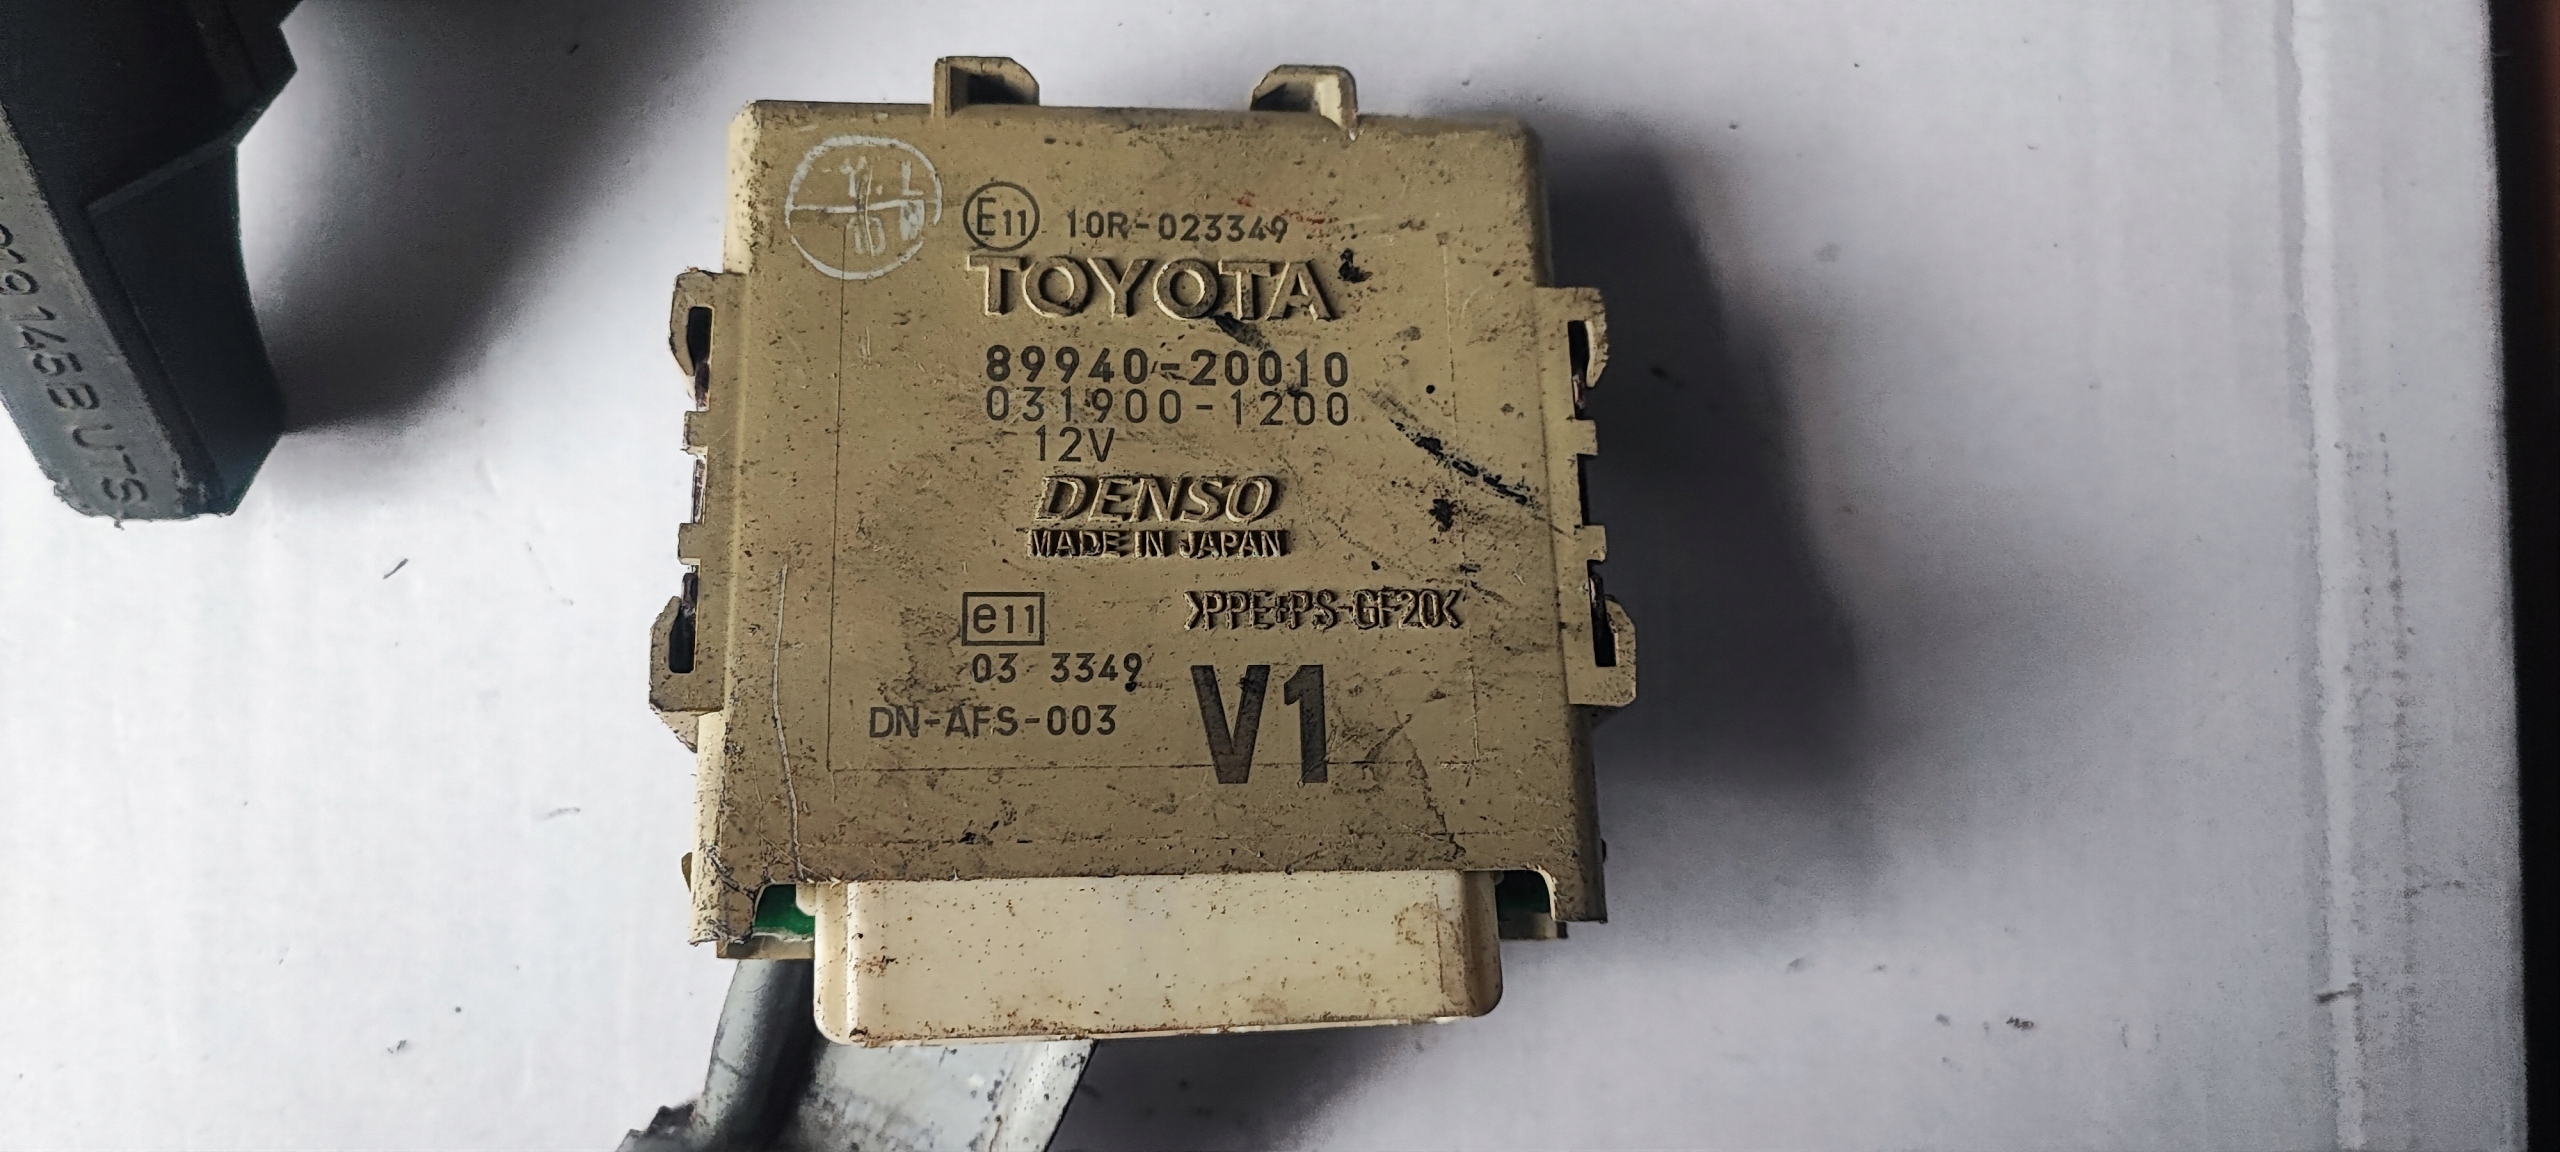 E11 10R-023349
TOYOTA
89940-20010
031900-1200
12V
DENSO
MADE IN JAPAN
e11
>PPE+PS-GF20<
03 3349
DN-AFS-003
V1